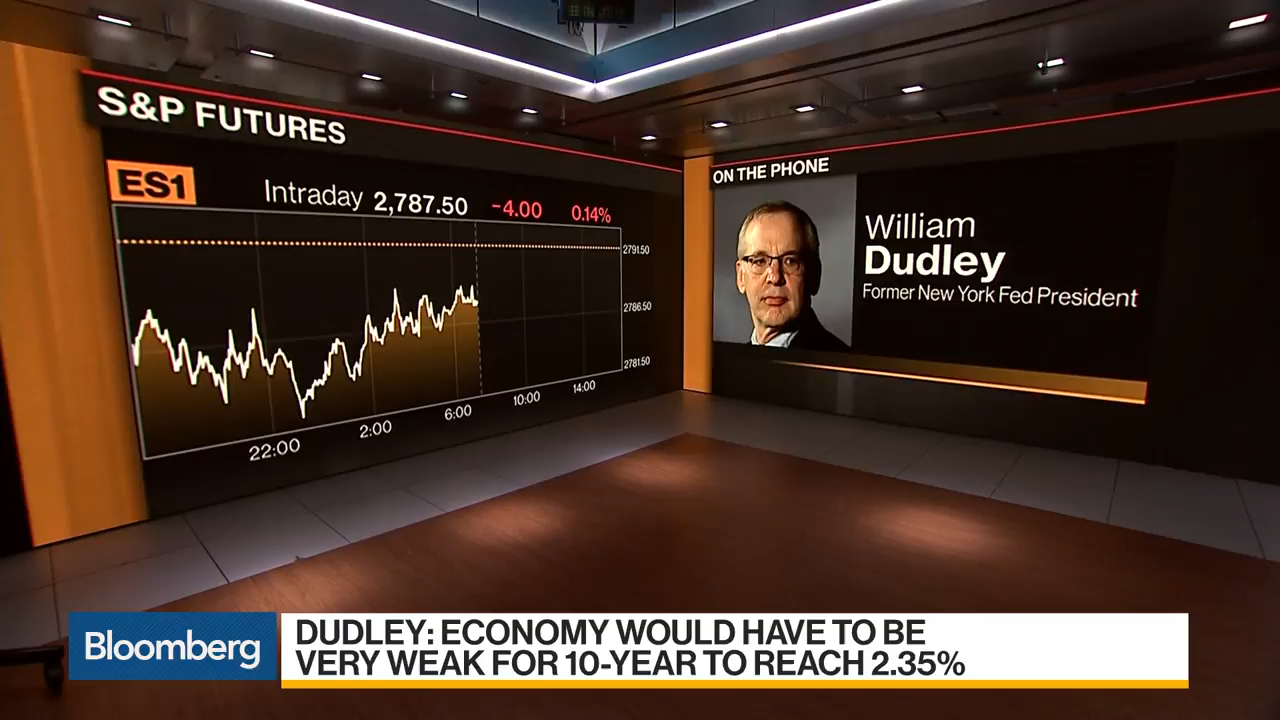 S&P FUTURES
ES1
Intraday 2,787.50 -4.00 0.14%
2791.50
2786.50
2781.50
22:00 2:00 6:00 10:00 14:00
ON THE PHONE
William
Dudley
Former New York Fed President
Bloomberg
DUDLEY: ECONOMY WOULD HAVE TO BE
VERY WEAK FOR 10-YEAR TO REACH 2.35%